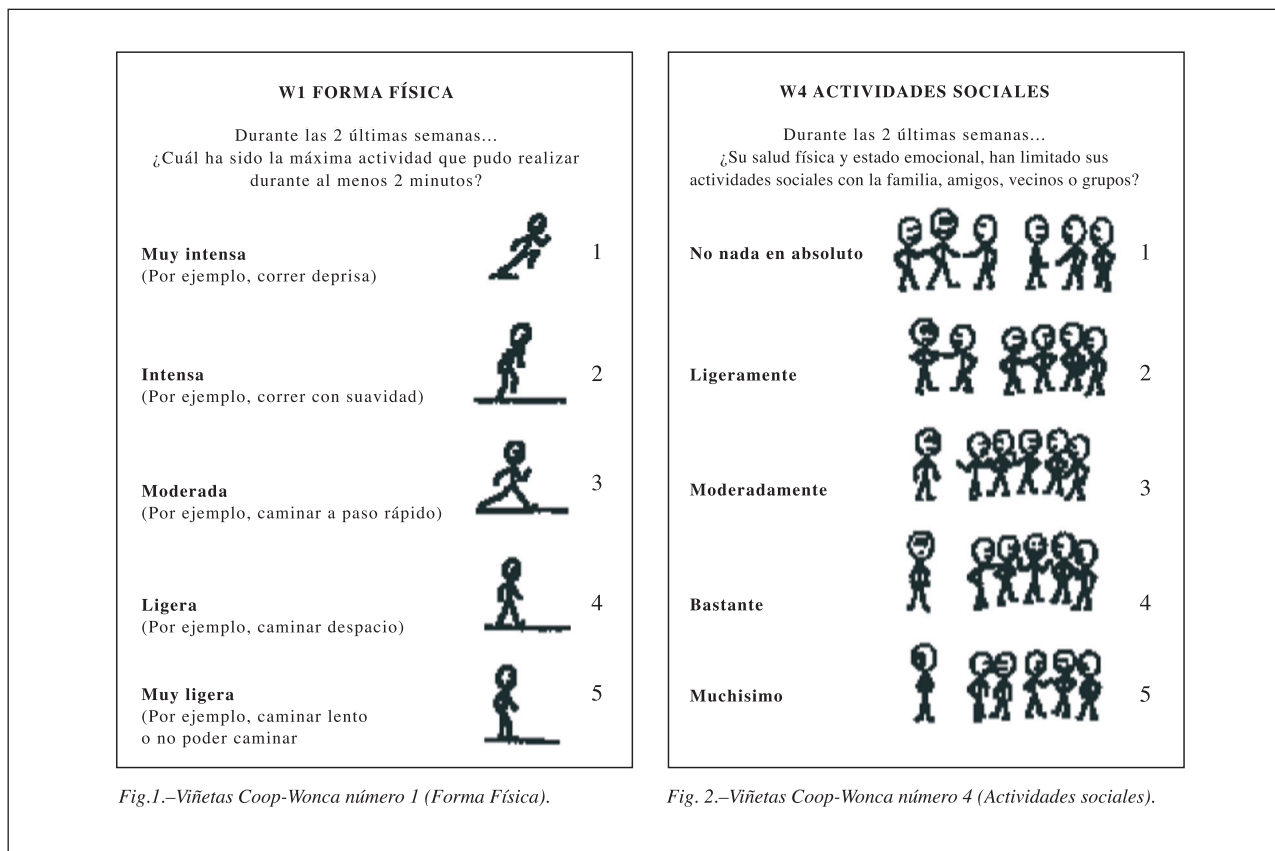 W1 FORMA FÍSICA
Durante las 2 últimas semanas...
¿Cuál ha sido la máxima actividad que pudo realizar
durante al menos 2 minutos?
Muy intensa
(Por ejemplo, correr deprisa)
1
Intensa
(Por ejemplo, correr con suavidad)
2
Moderada
(Por ejemplo, caminar a paso rápido)
3
Ligera
(Por ejemplo, caminar despacio)
4
Muy ligera
(Por ejemplo, caminar lento
o no poder caminar
5
Fig.1.–Viñetas Coop-Wonca número 1 (Forma Física).
W4 ACTIVIDADES SOCIALES
Durante las 2 últimas semanas...
¿Su salud física y estado emocional, han limitado sus
actividades sociales con la familia, amigos, vecinos o grupos?
No nada en absoluto
1
Ligeramente
2
Moderadamente
3
Bastante
4
Muchisimo
5
Fig. 2.–Viñetas Coop-Wonca número 4 (Actividades sociales).